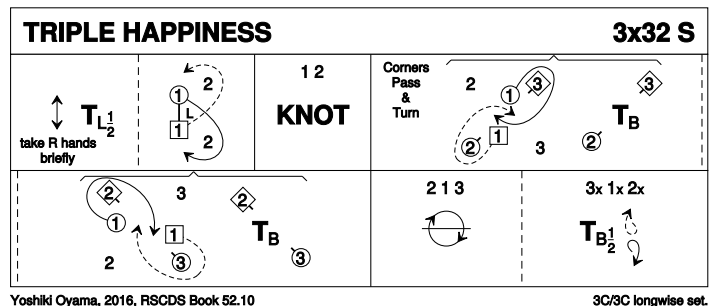 TRIPLE HAPPINESS 3x32 S
T L 1/2
take R hands
briefly
2
1
L
1
2
1 2
KNOT
Corners
Pass
&
Turn
2 1 3 3
T B
2 1 3 2
2 3 2
1 1 T B
2 3 3
2 1 3
3x 1x 2x
T B 1/2
Yoshiki Oyama, 2016, RSCDS Book 52.10 3C/3C longwise set.